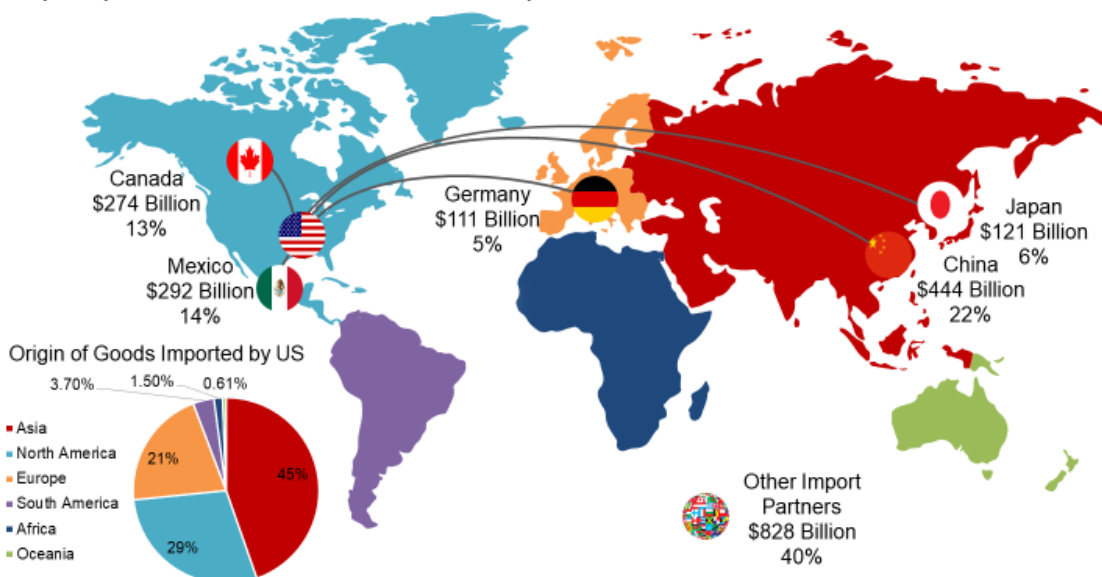 Canada
$274 Billion
13%
Mexico
$292 Billion
14%
Germany
$111 Billion
5%
Japan
$121 Billion
6%
China
$444 Billion
22%
Origin of Goods Imported by US
3.70%
1.50%
0.61%
Asia
North America
Europe
South America
Africa
Oceania
21%
45%
29%
Other Import
Partners
$828 Billion
40%